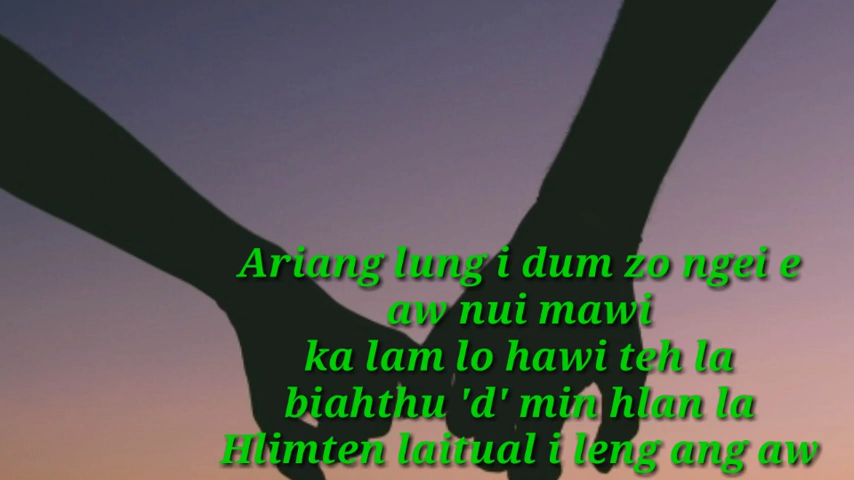 Ariang lung i dum zo ngei e
aw nui mawi
ka lam lo hawi teh la
biahthu 'd' min hlan la
Hlimten laitual i leng ang aw